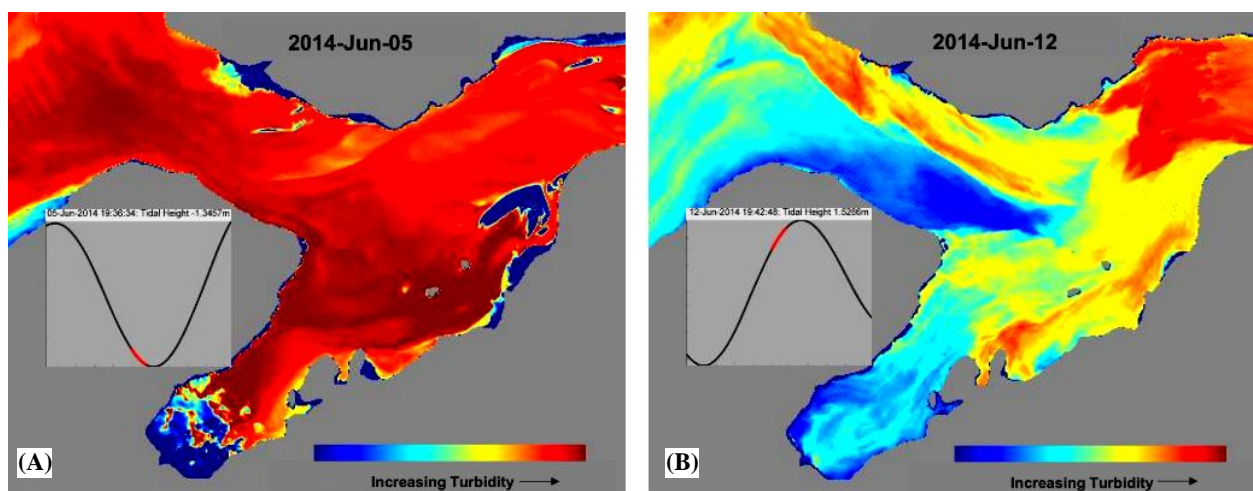 2014-Jun-05
05-Jun-2014 19:36:34: Tidal Height -1.3457m
Increasing Turbidity →
(A)
2014-Jun-12
12-Jun-2014 19:42:48: Tidal Height 1.5266m
Increasing Turbidity →
(B)